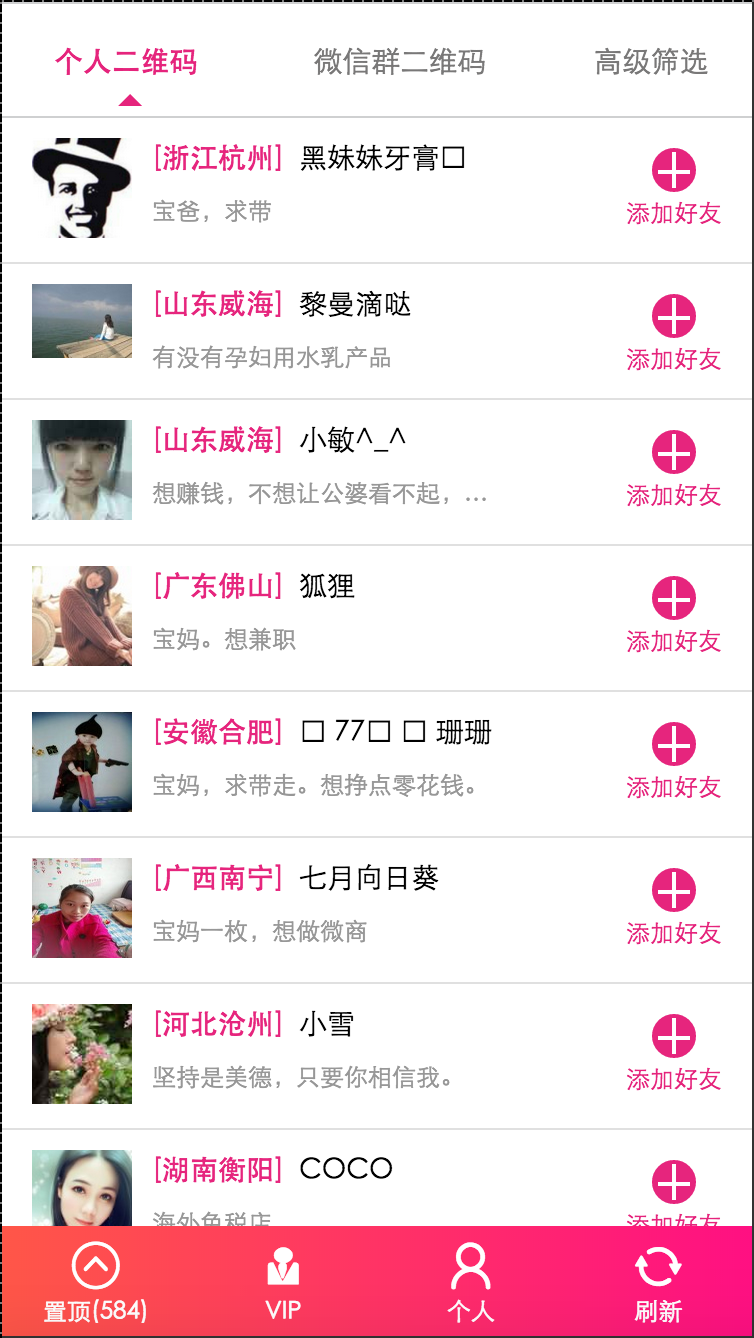 个人二维码 微信群二维码 高级筛选
[浙江杭州] 黑妹妹牙膏□
宝爸，求带
添加好友
[山东威海] 黎曼滴哒
有没有孕妇用水乳产品
添加好友
[山东威海] 小敏^_^
想赚钱，不想让公婆看不起，...
添加好友
[广东佛山] 狐狸
宝妈。想兼职
添加好友
[安徽合肥] □ 77□ □ 珊珊
宝妈，求带走。想挣点零花钱。
添加好友
[广西南宁] 七月向日葵
宝妈一枚，想做微商
添加好友
[河北沧州] 小雪
坚持是美德，只要你相信我。
添加好友
[湖南衡阳] COCO
海外免税店
添加好友
置顶(584) VIP 个人 刷新